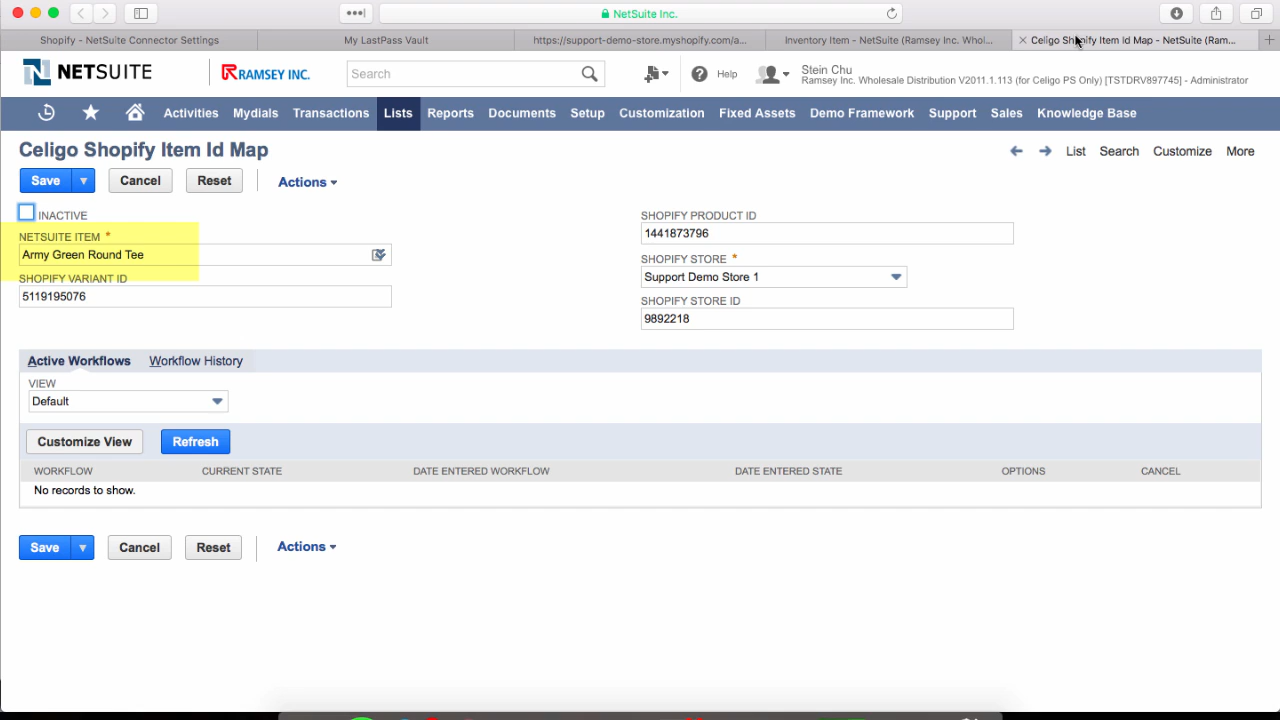 NetSuite Inc.
Shopify - NetSuite Connector Settings
My LastPass Vault
https://support-demo-store.myshopify.com/a...
Inventory Item - NetSuite (Ramsey Inc. Whol...
Celigo Shopify Item Id Map - NetSuite (Ram...
NETSUITE
RAMSEY INC.
Search
Help
Stein Chu
Ramsey Inc. Wholesale Distribution V2011.1.113 (for Celigo PS Only) [TSTDRV897745] - Administrator
Activities
Mydials
Transactions
Lists
Reports
Documents
Setup
Customization
Fixed Assets
Demo Framework
Support
Sales
Knowledge Base
Celigo Shopify Item Id Map
List
Search
Customize
More
Save
Cancel
Reset
Actions
INACTIVE
NETSUITE ITEM *
Army Green Round Tee
SHOPIFY VARIANT ID
5119195076
SHOPIFY PRODUCT ID
1441873796
SHOPIFY STORE *
Support Demo Store 1
SHOPIFY STORE ID
9892218
Active Workflows
Workflow History
VIEW
Default
Customize View
Refresh
WORKFLOW
CURRENT STATE
DATE ENTERED WORKFLOW
DATE ENTERED STATE
OPTIONS
CANCEL
No records to show.
Save
Cancel
Reset
Actions